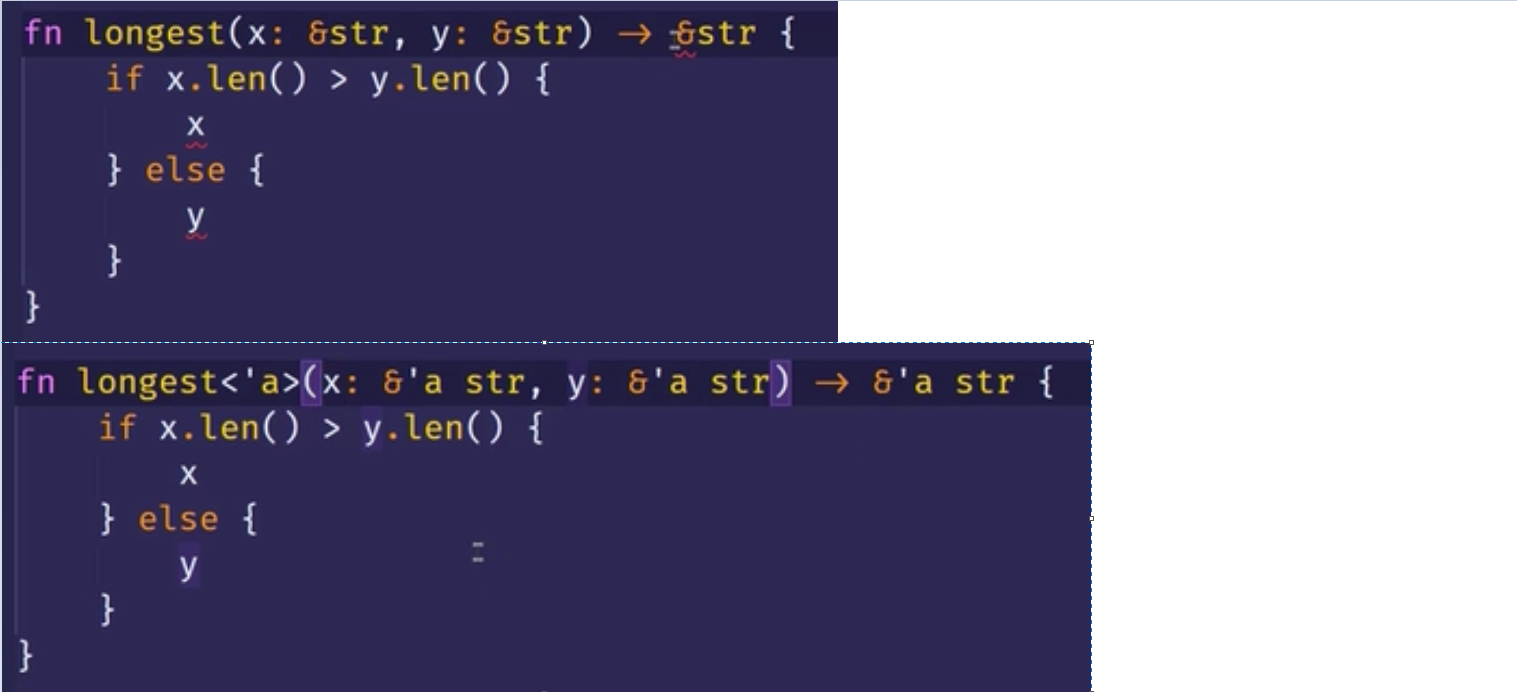 fn longest(x: &str, y: &str) -> &str {
    if x.len() > y.len() {
        x
    } else {
        y
    }
}
fn longest<'a>(x: &'a str, y: &'a str) -> &'a str {
    if x.len() > y.len() {
        x
    } else {
        y
    }
}